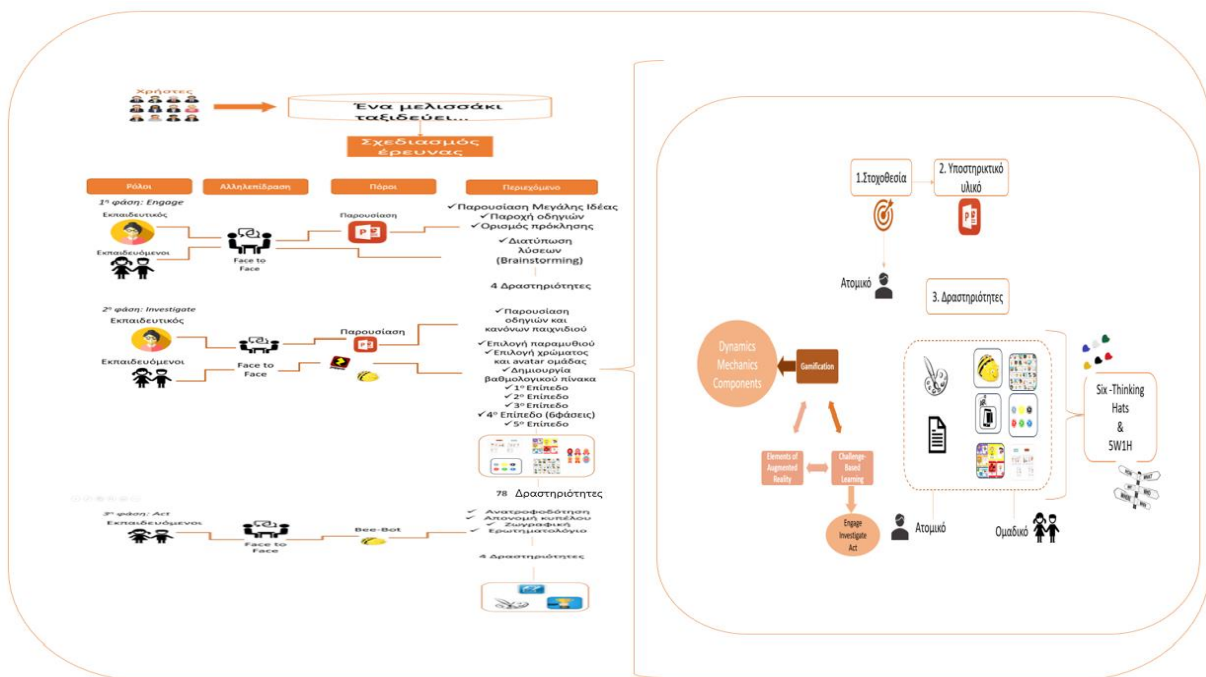 Χρήστες
Ένα μελισσάκι
ταξιδεύει...
Σχεδιασμός
έρευνας
Ρόλοι
Αλληλεπίδραση
Πόροι
Περιεχόμενο
1η φάση: Engage
Εκπαιδευτικός
Εκπαιδευόμενοι
Face to
Face
Παρουσίαση
✓Παρουσίαση Μεγάλης Ιδέας
✓Παροχή οδηγιών
✓Ορισμός πρόκλησης
✓Διατύπωση
λύσεων
(Brainstorming)
4 Δραστηριότητες
2η φάση: Investigate
Εκπαιδευτικός
Εκπαιδευόμενοι
Face to
Face
Παρουσίαση
✓Παρουσίαση
οδηγιών και
κανόνων παιχνιδιού
✓Επιλογή παραμυθιού
✓Επιλογή χρώματος
και avatar ομάδας
✓Δημιουργία
βαθμολογικού πίνακα
✓1ο Επίπεδο
✓2ο Επίπεδο
✓3ο Επίπεδο
✓4ο Επίπεδο (6φάσεις)
✓5ο Επίπεδο
78 Δραστηριότητες
3η φάση: Act
Εκπαιδευόμενοι
Face to
Face
Bee-Bot
✓Ανατροφοδότηση
✓Απονομή κυπέλου
✓Ζωγραφική
✓Ερωτηματολόγιο
4 Δραστηριότητες
1.Στοχοθεσία
2. Υποστηρικτικό
υλικό
Ατομικό
3. Δραστηριότητες
Dynamics
Mechanics
Components
Gamification
Elements of
Augmented
Reality
Challenge-
Based
Learning
Engage
Investigate
Act
Six -Thinking
Hats
&
5W1H
Ατομικό
Ομαδικό